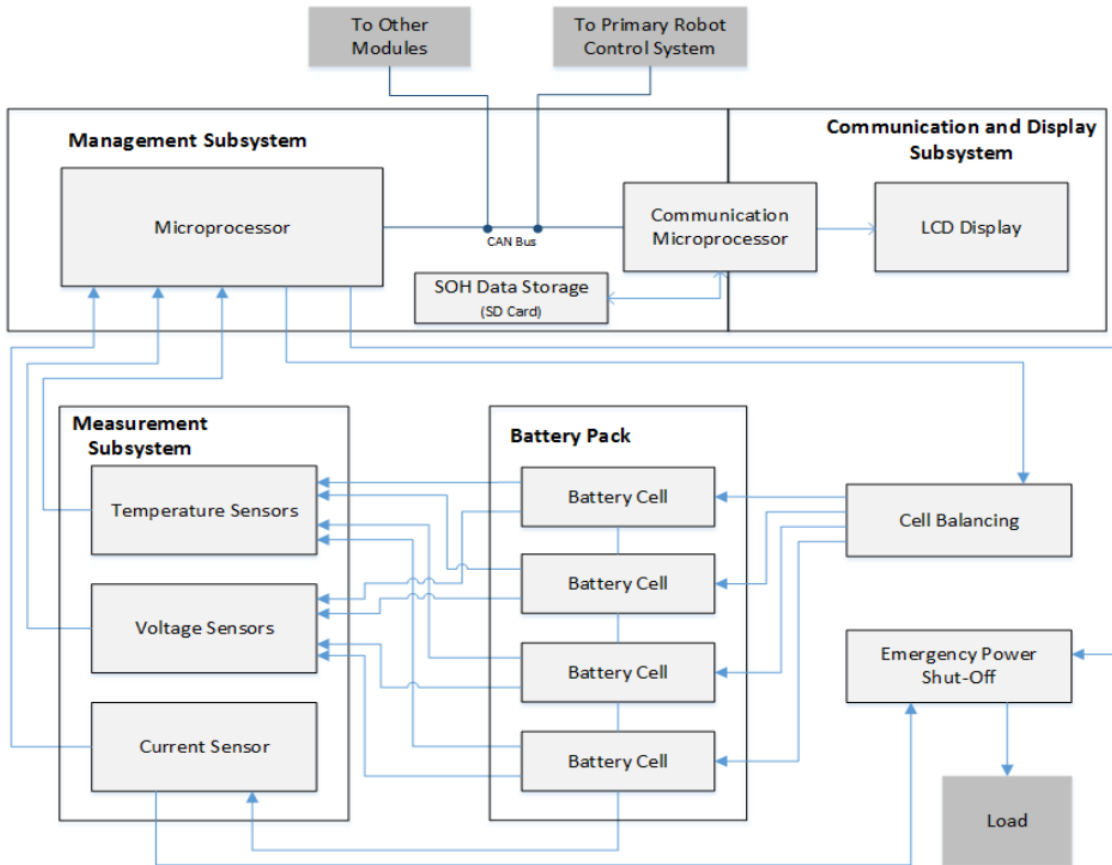 To Other
Modules
To Primary Robot
Control System
Management Subsystem
Communication and Display
Subsystem
Microprocessor
Communication
Microprocessor
LCD Display
CAN Bus
SOH Data Storage
(SD Card)
Measurement
Subsystem
Battery Pack
Temperature Sensors
Battery Cell
Cell Balancing
Battery Cell
Voltage Sensors
Battery Cell
Emergency Power
Shut-Off
Current Sensor
Battery Cell
Load